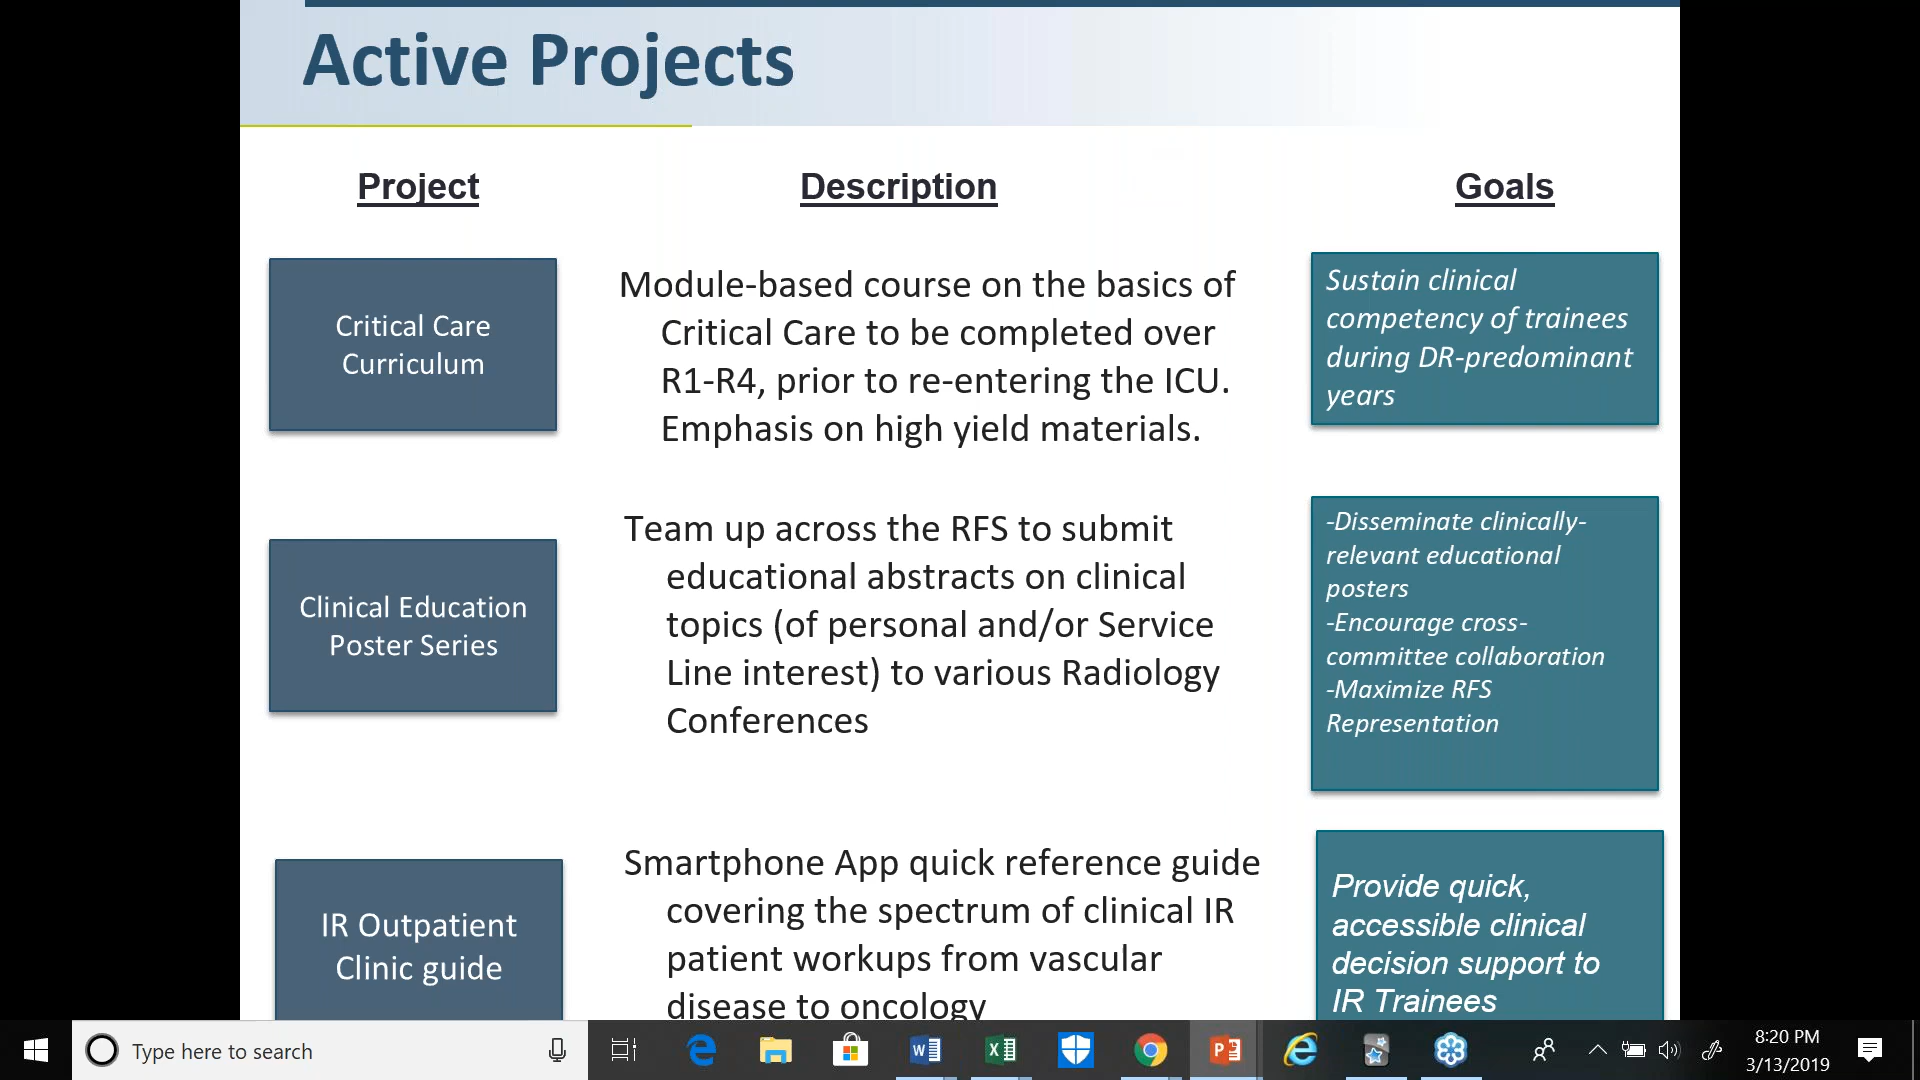 Active Projects
Project
Description
Goals
Critical Care
Curriculum
Module-based course on the basics of
Critical Care to be completed over
R1-R4, prior to re-entering the ICU.
Emphasis on high yield materials.
Sustain clinical
competency of trainees
during DR-predominant
years
Clinical Education
Poster Series
Team up across the RFS to submit
educational abstracts on clinical
topics (of personal and/or Service
Line interest) to various Radiology
Conferences
-Disseminate clinically-
relevant educational
posters
-Encourage cross-
committee collaboration
-Maximize RFS
Representation
IR Outpatient
Clinic guide
Smartphone App quick reference guide
covering the spectrum of clinical IR
patient workups from vascular
disease to oncology
Provide quick,
accessible clinical
decision support to
IR Trainees
Type here to search
8:20 PM
3/13/2019